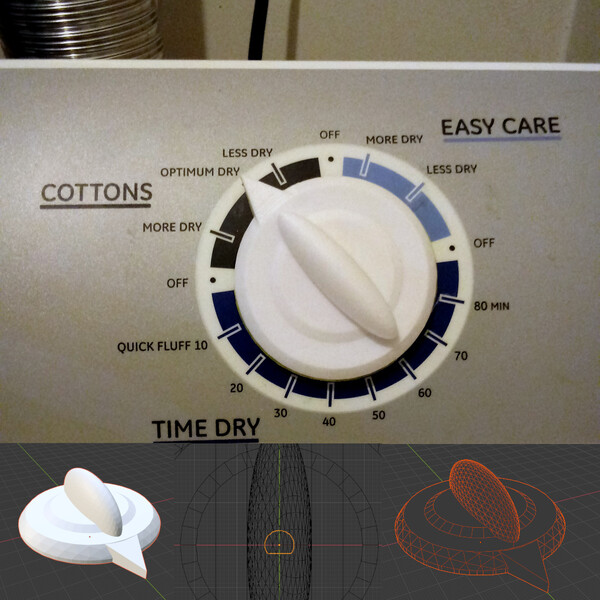 OFF
EASY CARE
MORE DRY
LESS DRY
LESS DRY
OPTIMUM DRY
COTTONS
MORE DRY
OFF
OFF
80 MIN
QUICK FLUFF 10
70
20
60
30
50
40
TIME DRY